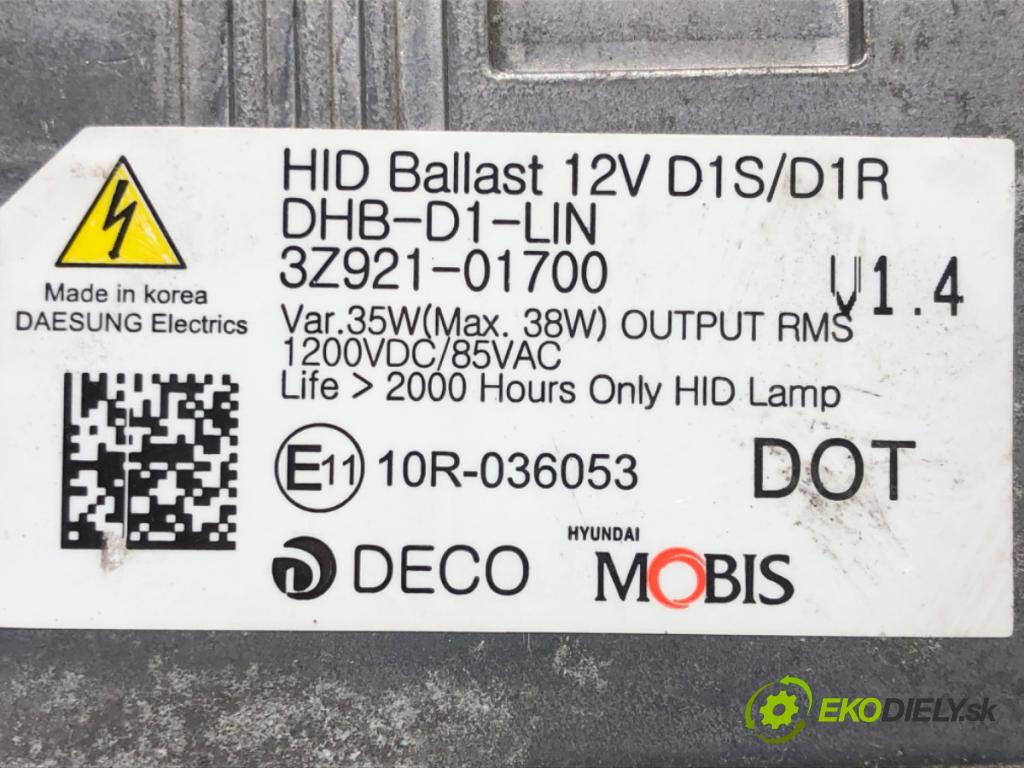 HID Ballast 12V D1S/D1R
DHB-D1-LIN
3Z921-01700
V1.4
Made in korea
DAESUNG Electrics
Var.35W(Max. 38W) OUTPUT RMS
1200VDC/85VAC
Life > 2000 Hours Only HID Lamp
E11 10R-036053
DOT
DECO
HYUNDAI
MOBIS
EKODIELY.sk